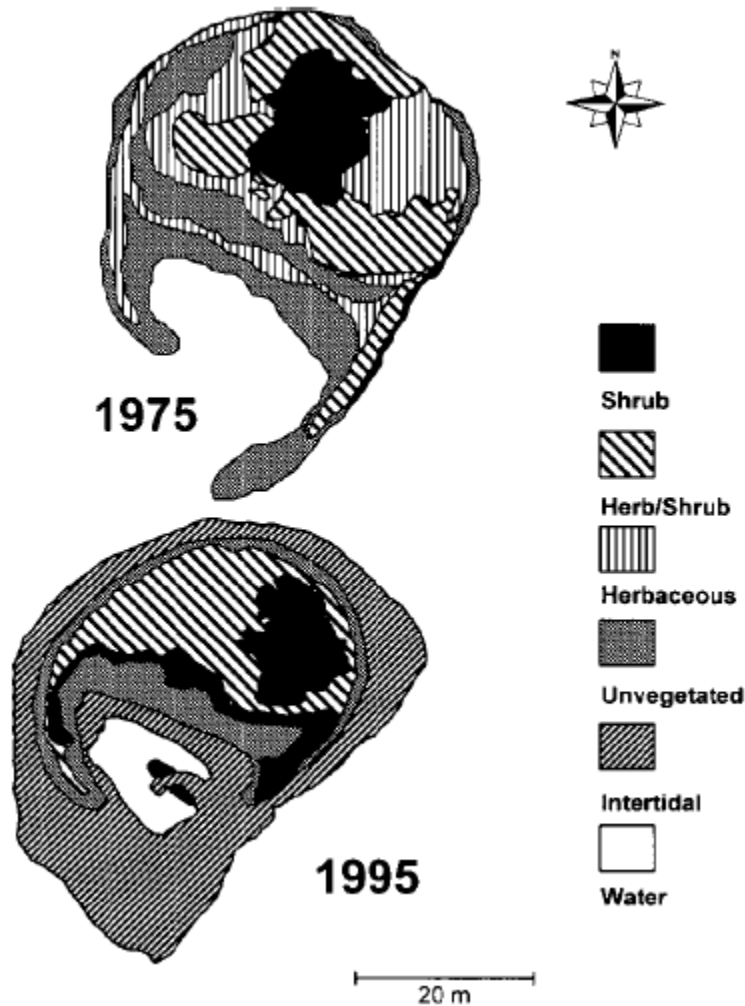 N
1975
Shrub
Herb/Shrub
Herbaceous
Unvegetated
Intertidal
Water
1995
20 m